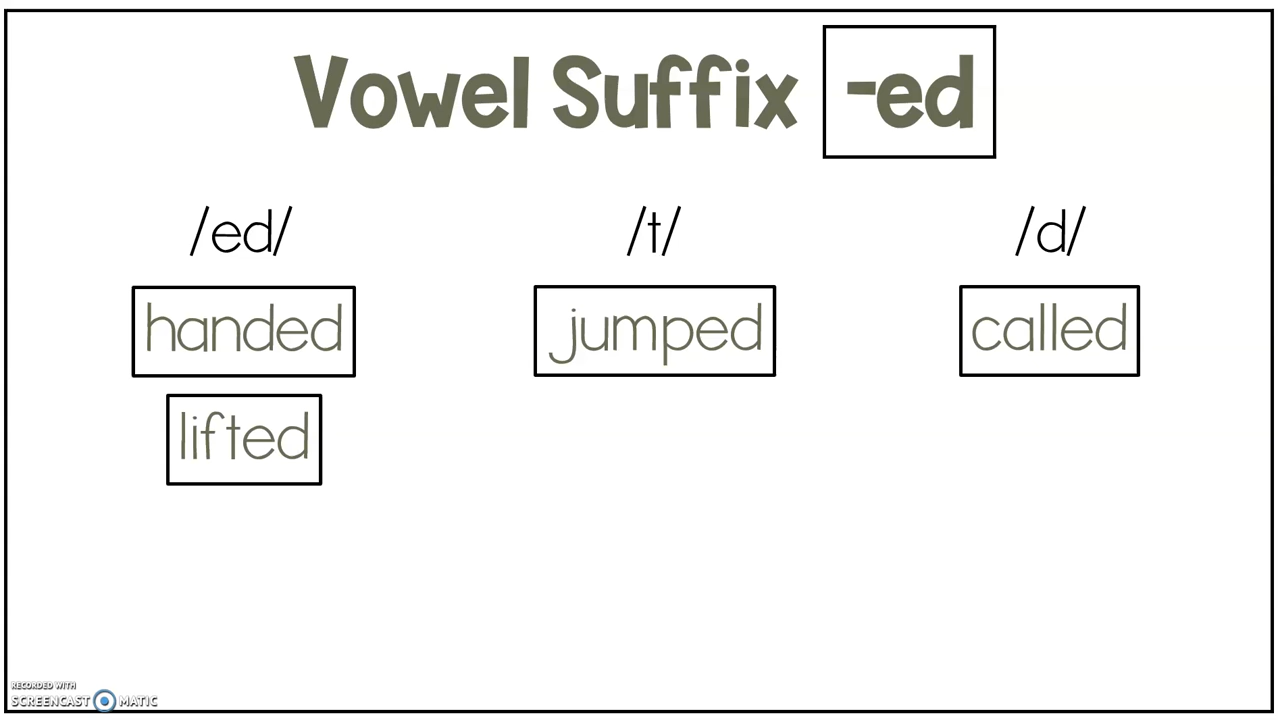 Vowel Suffix -ed
/ed/ /t/ /d/
handed jumped called
lifted
RECORDED WITH
SCREENCAST MATIC